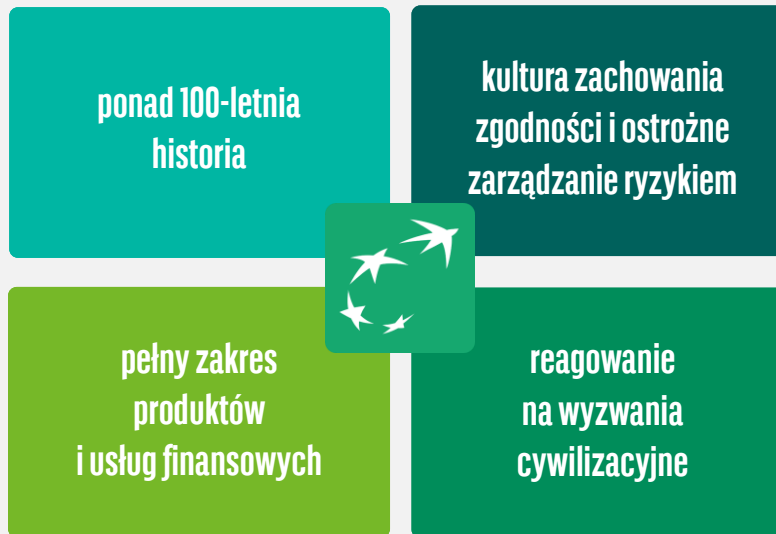 ponad 100-letnia
historia
kultura zachowania
zgodności i ostrożne
zarządzanie ryzykiem
pełny zakres
produktów
i usług finansowych
reagowanie
na wyzwania
cywilizacyjne